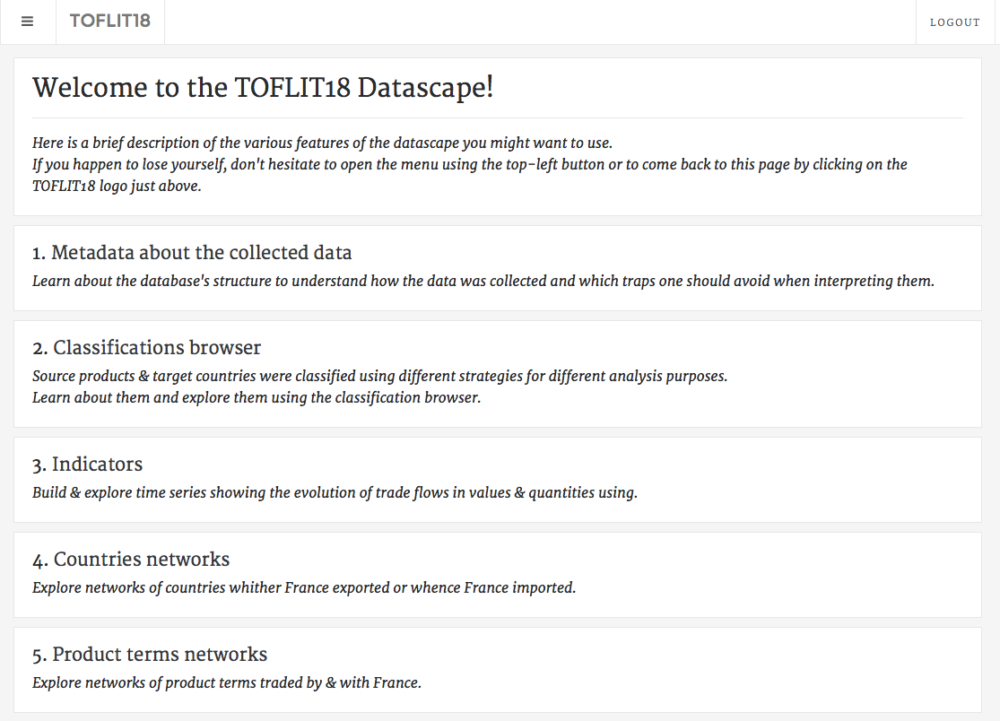 TOFLIT18
LOGOUT
Welcome to the TOFLIT18 Datascape!
Here is a brief description of the various features of the datascape you might want to use.
If you happen to lose yourself, don't hesitate to open the menu using the top-left button or to come back to this page by clicking on the
TOFLIT18 logo just above.
1. Metadata about the collected data
Learn about the database's structure to understand how the data was collected and which traps one should avoid when interpreting them.
2. Classifications browser
Source products & target countries were classified using different strategies for different analysis purposes.
Learn about them and explore them using the classification browser.
3. Indicators
Build & explore time series showing the evolution of trade flows in values & quantities using.
4. Countries networks
Explore networks of countries whither France exported or whence France imported.
5. Product terms networks
Explore networks of product terms traded by & with France.